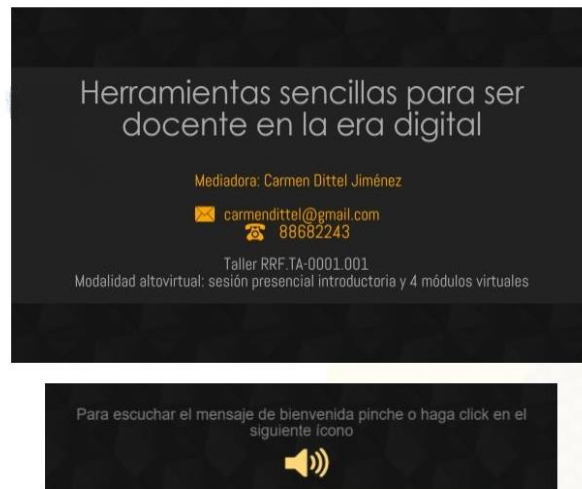 Herramientas sencillas para ser
docente en la era digital
Mediadora: Carmen Dittel Jiménez
carmendittel@gmail.com
88682243
Taller RRF.TA-0001.001
Modalidad altovirtual: sesión presencial introductoria y 4 módulos virtuales
Para escuchar el mensaje de bienvenida pinche o haga click en el
siguiente ícono